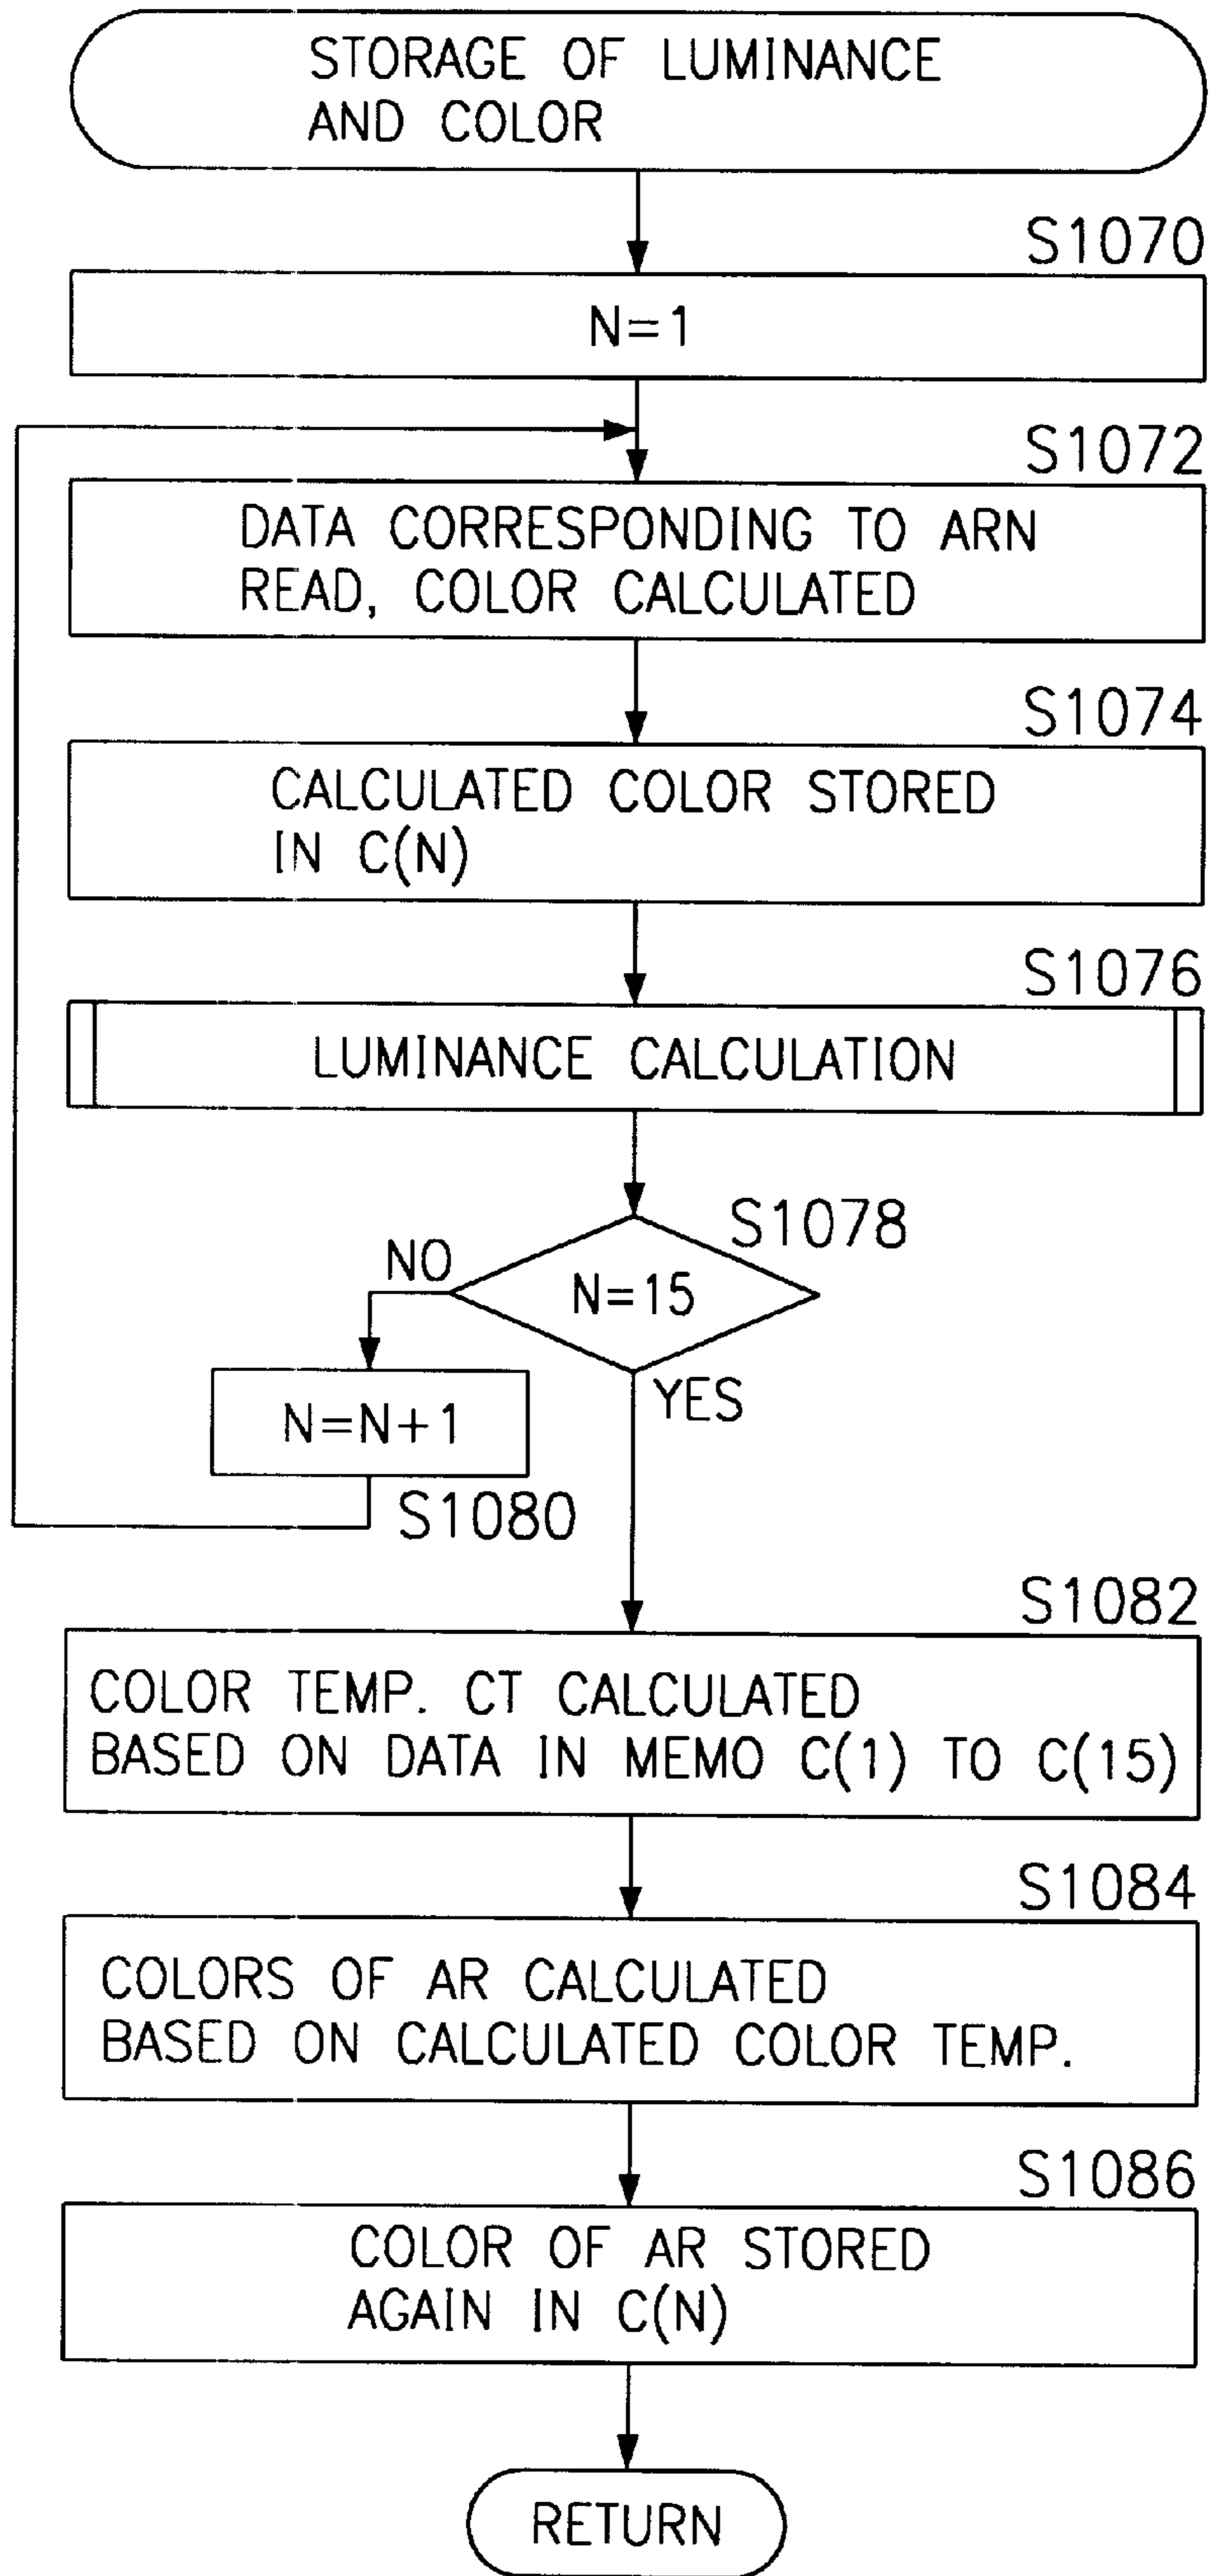 STORAGE OF LUMINANCE
AND COLOR
S1070
N=1
S1072
DATA CORRESPONDING TO ARN
READ, COLOR CALCULATED
S1074
CALCULATED COLOR STORED
IN C(N)
S1076
LUMINANCE CALCULATION
S1078
NO
N=15
YES
N=N+1
S1080
S1082
COLOR TEMP. CT CALCULATED
BASED ON DATA IN MEMO C(1) TO C(15)
S1084
COLORS OF AR CALCULATED
BASED ON CALCULATED COLOR TEMP.
S1086
COLOR OF AR STORED
AGAIN IN C(N)
RETURN